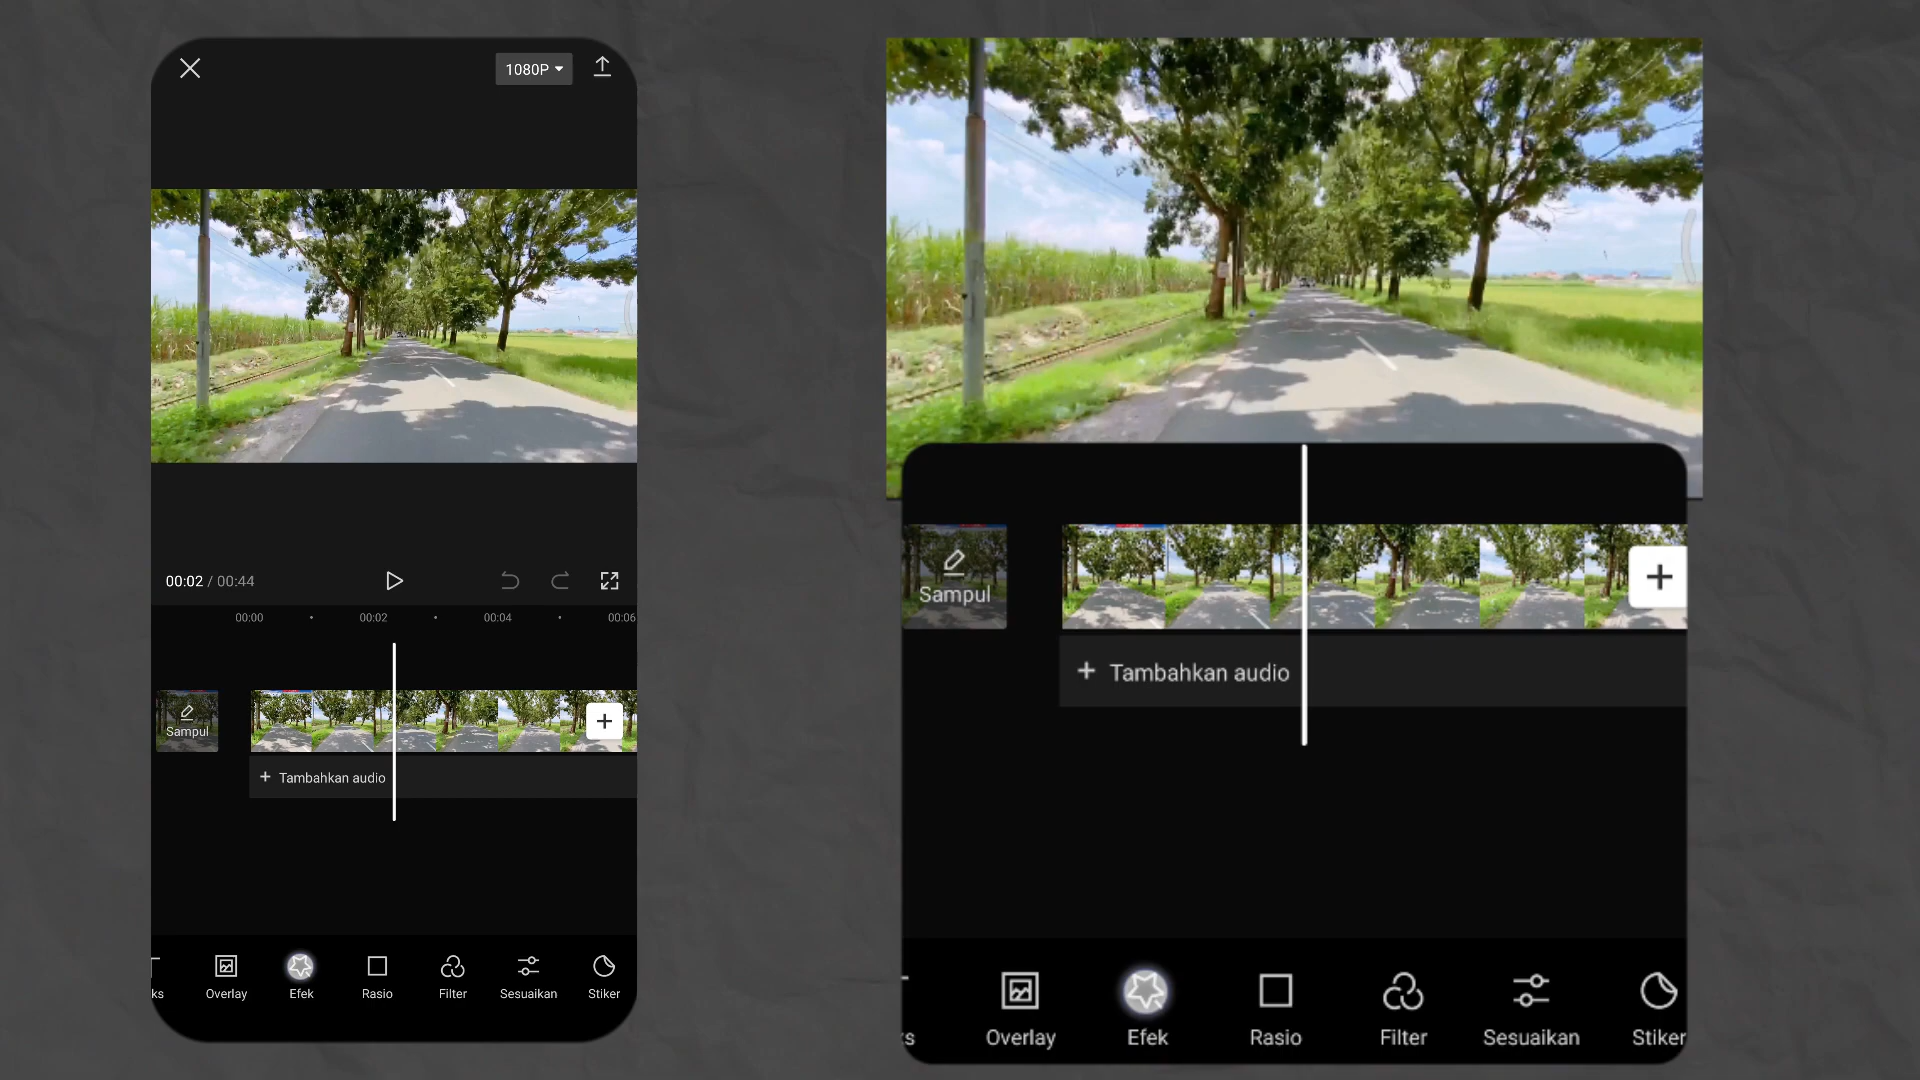 1080P
00:02 / 00:44
00:00
00:02
00:04
00:06
Sampul
+ Tambahkan audio
ks
Overlay
Efek
Rasio
Filter
Sesuaikan
Stiker
Sampul
+ Tambahkan audio
s
Overlay
Efek
Rasio
Filter
Sesuaikan
Stiker